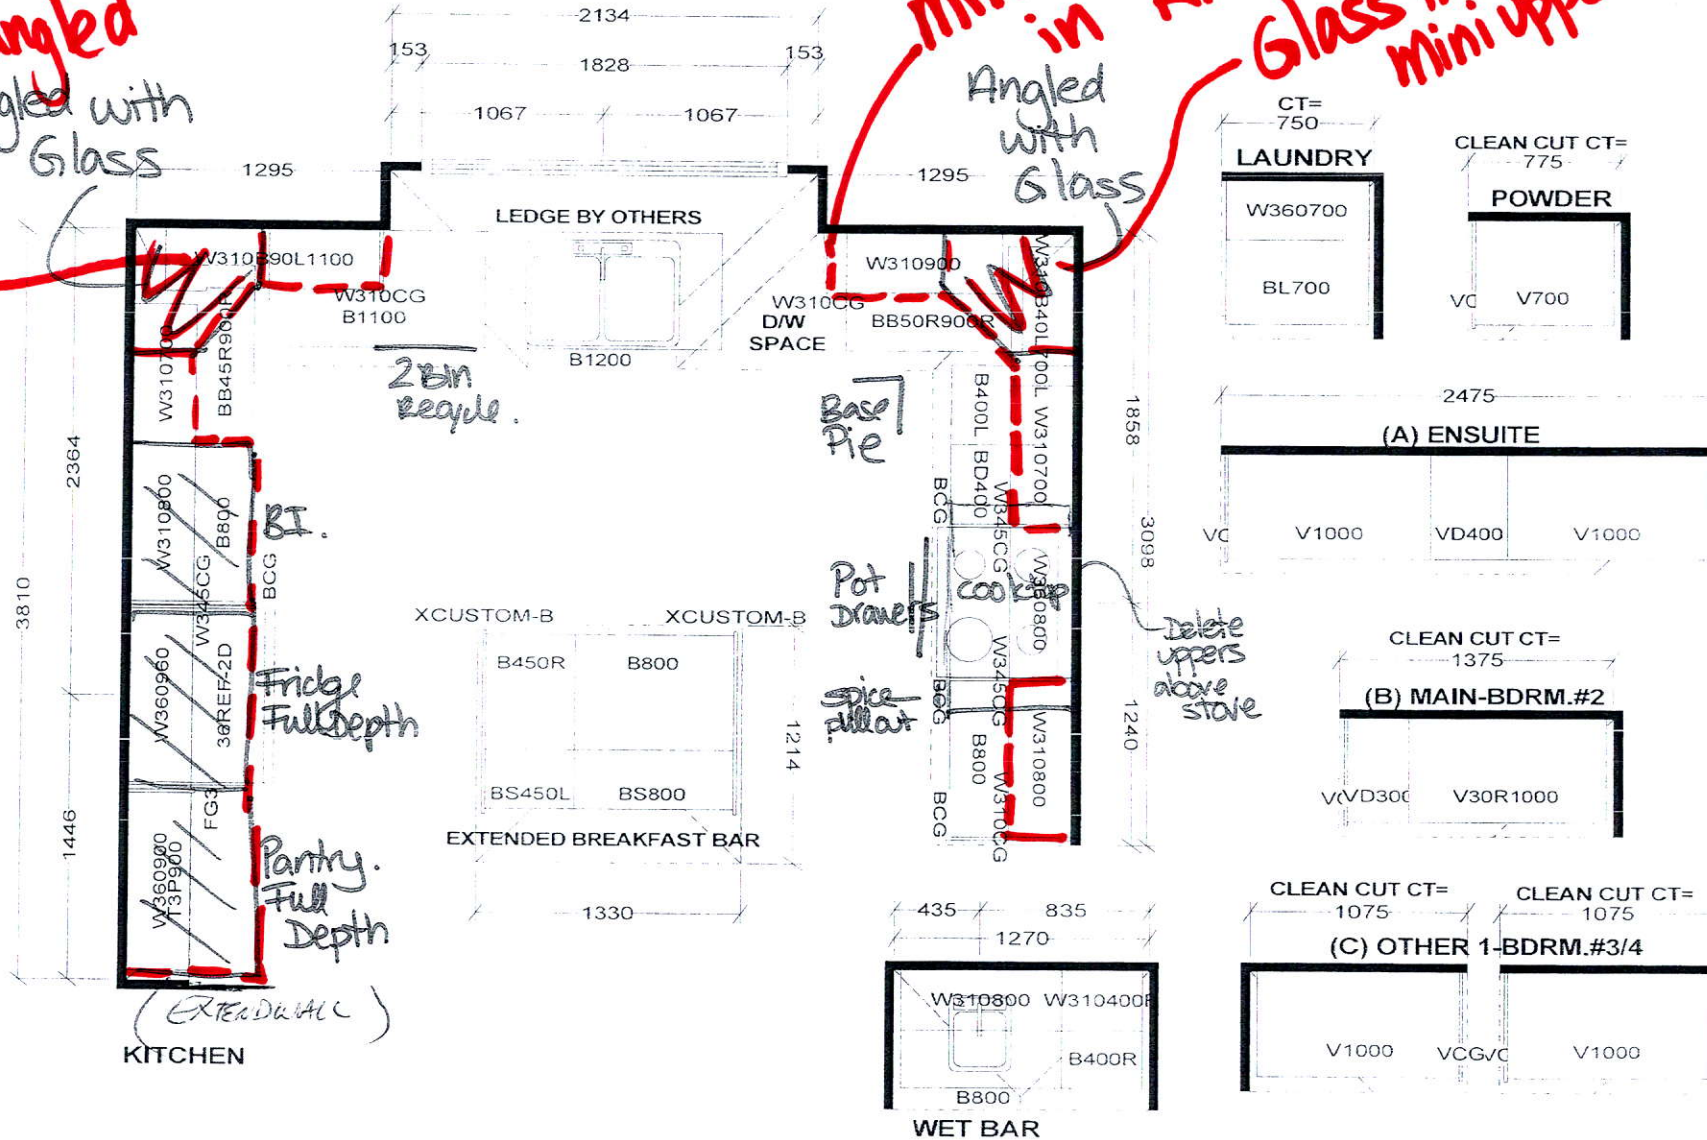 2134
153
153
1828
1067
1067
in
Glass
mini
Angled with
Glass
Angled
with
Glass
1295
1295
CT=
750
LAUNDRY
W360700
BL700
CLEAN CUT CT=
775
POWDER
V700
LEDGE BY OTHERS
W310B90L1100
W310CG
B1100
B1200
W310900
W310CG
D/W
SPACE
BB50R900R
W310B40L700L
W310700
BB45R900R
2 Bin
Recycle.
Base
Pie
B400L
BD400
W310700
1858
3098
1240
2364
3810
1446
2475
(A) ENSUITE
V1000
VD400
V1000
W310800
B800
BI.
BCG
W345CG
BCG
W345CG
Pot
Drawers
cooktop
W360800
Delete
uppers
above
stove
XCUSTOM-B
XCUSTOM-B
B450R
B800
W360960
36REF-2D
Fridge
Full Depth
spice
pullout
BCG
W345CG
B800
W310800
1214
BS450L
BS800
EXTENDED BREAKFAST BAR
1330
FG3
W360900
T3P900
Pantry.
Full
Depth
BCG
W310CG
CLEAN CUT CT=
1375
(B) MAIN-BDRM.#2
VD300
V30R1000
(EXTENDWALL)
KITCHEN
435
835
1270
W310800
B400R
B800
WET BAR
CLEAN CUT CT=
1075
CLEAN CUT CT=
1075
(C) OTHER 1-BDRM.#3/4
V1000
VCG
V1000